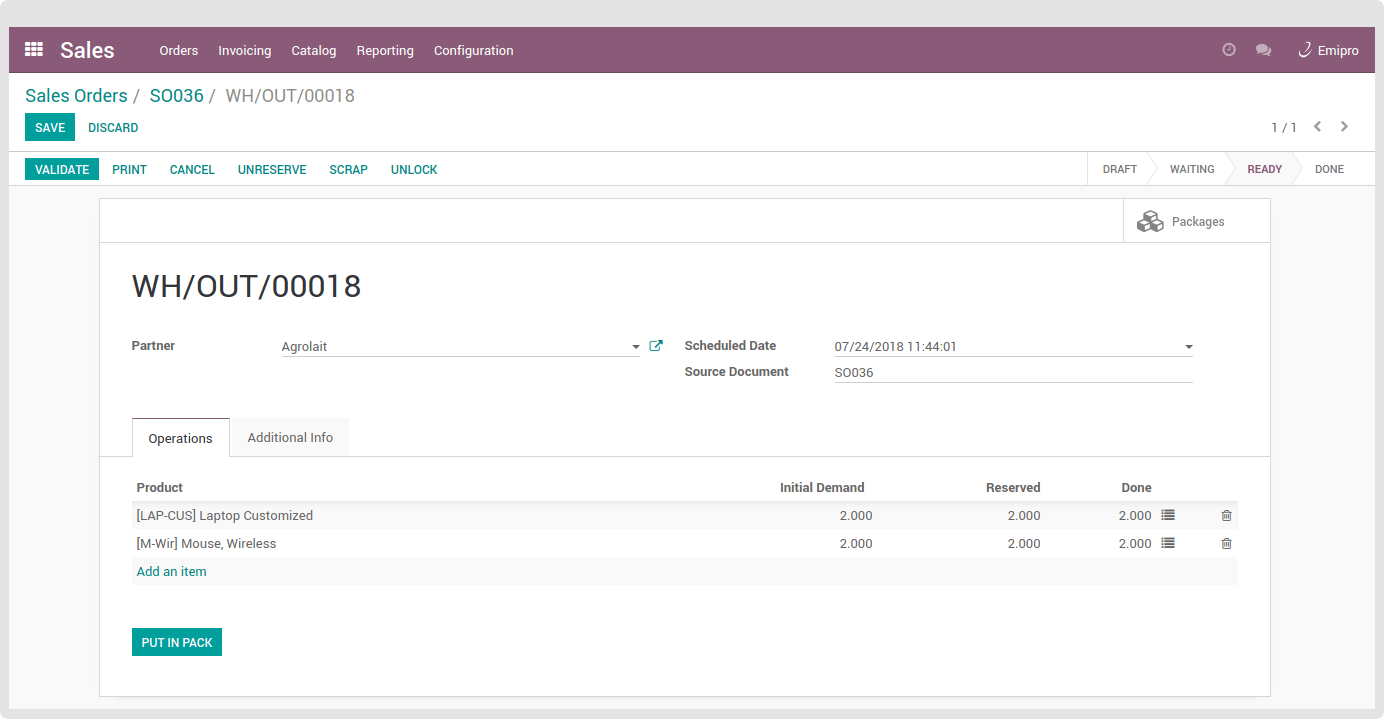 Sales Orders Invoicing Catalog Reporting Configuration Emipro
Sales Orders / SO036 / WH/OUT/00018
SAVE DISCARD 1 / 1
VALIDATE PRINT CANCEL UNRESERVE SCRAP UNLOCK DRAFT WAITING READY DONE
Packages
WH/OUT/00018
Partner Agrolait Scheduled Date 07/24/2018 11:44:01
Source Document SO036
Operations Additional Info
Product Initial Demand Reserved Done
[LAP-CUS] Laptop Customized 2.000 2.000 2.000
[M-Wir] Mouse, Wireless 2.000 2.000 2.000
Add an item
PUT IN PACK